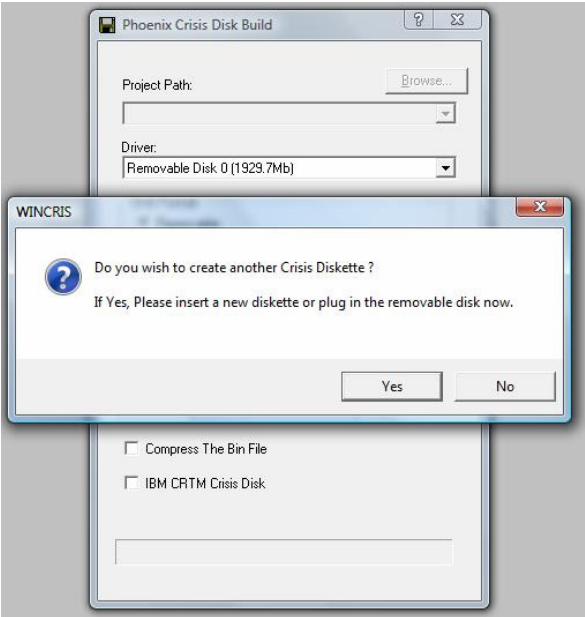 Phoenix Crisis Disk Build
Project Path:
Browse...
Driver:
Removable Disk 0 (1929.7Mb)
WINCRIS
Do you wish to create another Crisis Diskette ?
If Yes, Please insert a new diskette or plug in the removable disk now.
Yes
No
Compress The Bin File
IBM CRTM Crisis Disk